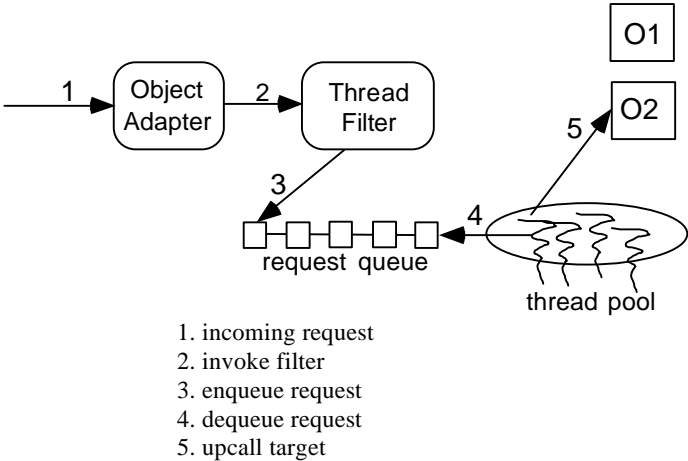 O1
1
Object
Adapter
2
Thread
Filter
5
O2
3
4
request queue
thread pool
1. incoming request
2. invoke filter
3. enqueue request
4. dequeue request
5. upcall target